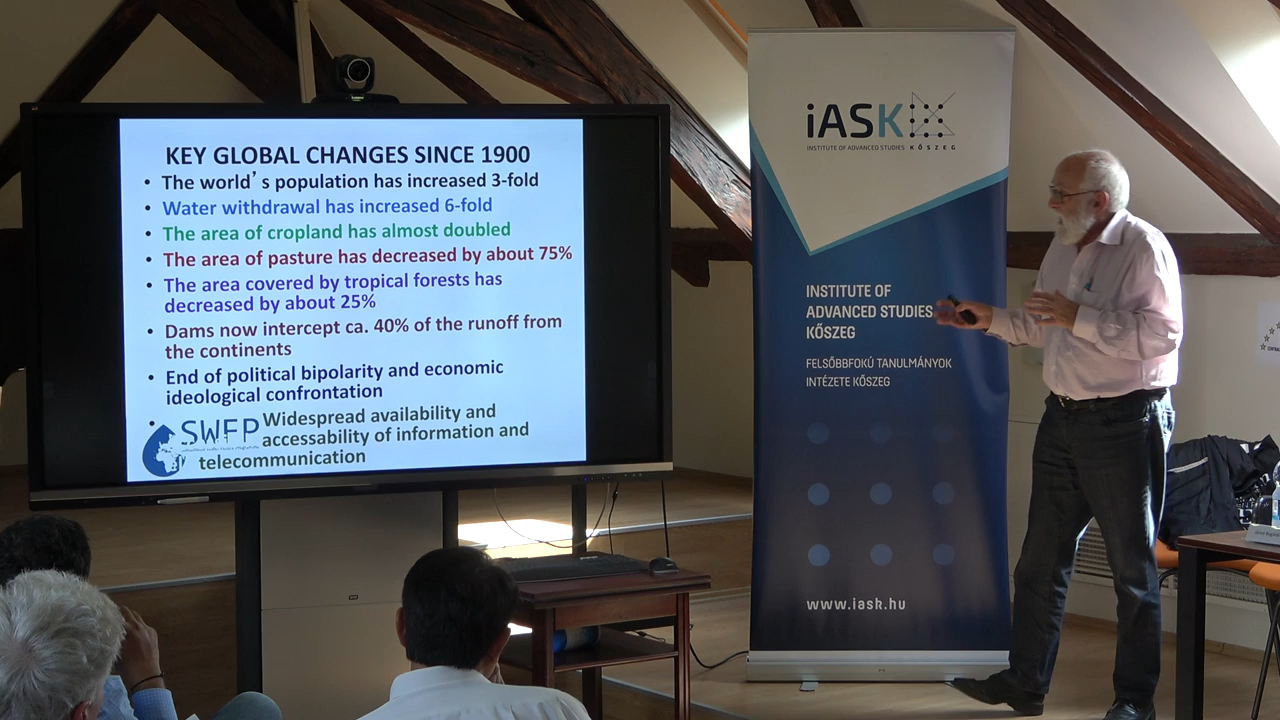 KEY GLOBAL CHANGES SINCE 1900
• The world's population has increased 3-fold
• Water withdrawal has increased 6-fold
• The area of cropland has almost doubled
• The area of pasture has decreased by about 75%
• The area covered by tropical forests has
decreased by about 25%
• Dams now intercept ca. 40% of the runoff from
the continents
• End of political bipolarity and economic
ideological confrontation
• Widespread availability and
accessability of information and
telecommunication
SWFP
iASK
INSTITUTE OF ADVANCED STUDIES KŐSZEG
INSTITUTE OF
ADVANCED STUDIES
KŐSZEG
FELSŐBBFOKÚ TANULMÁNYOK
INTÉZETE KŐSZEG
www.iask.hu